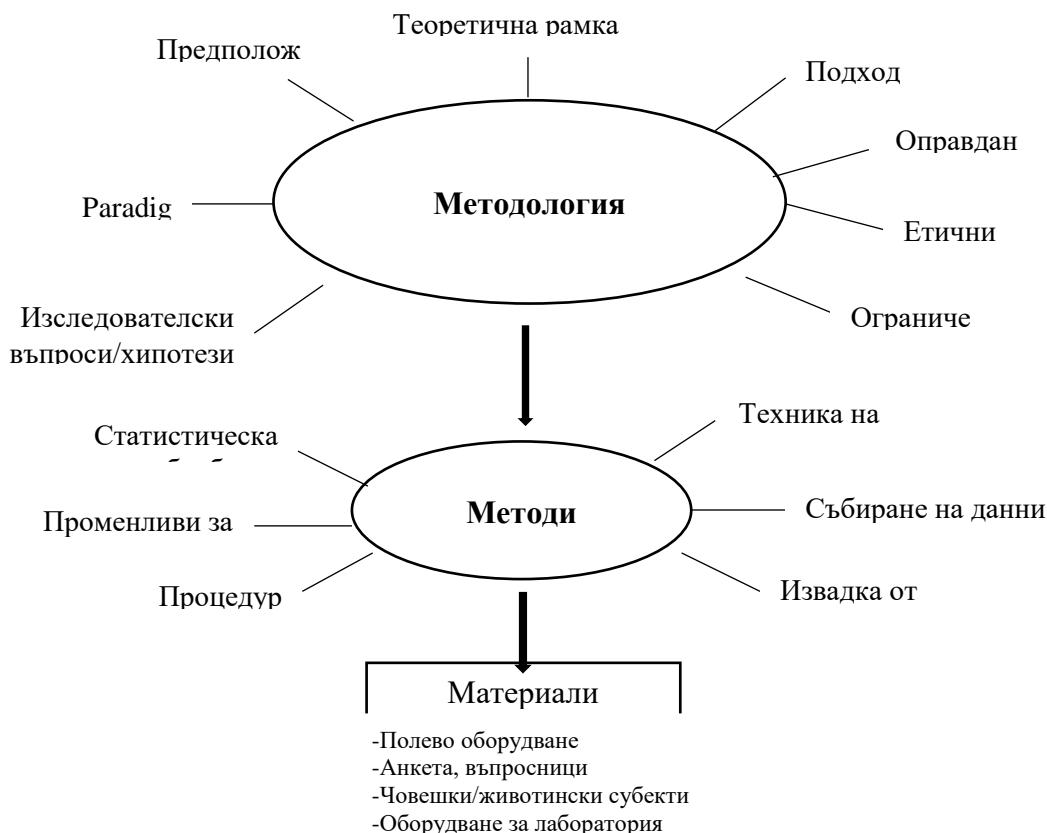 Теоретична рамка
Предполож
Подход
Оправдан
Методология
Paradig
Етични
Изследователски
въпроси/хипотези
Ограниче
Техника на
Статистическа
Методи
Променливи за
Събиране на данни
Процедур
Извадка от
Материали
-Полево оборудване
-Анкета, въпросници
-Човешки/животински субекти
-Оборудване за лаборатория